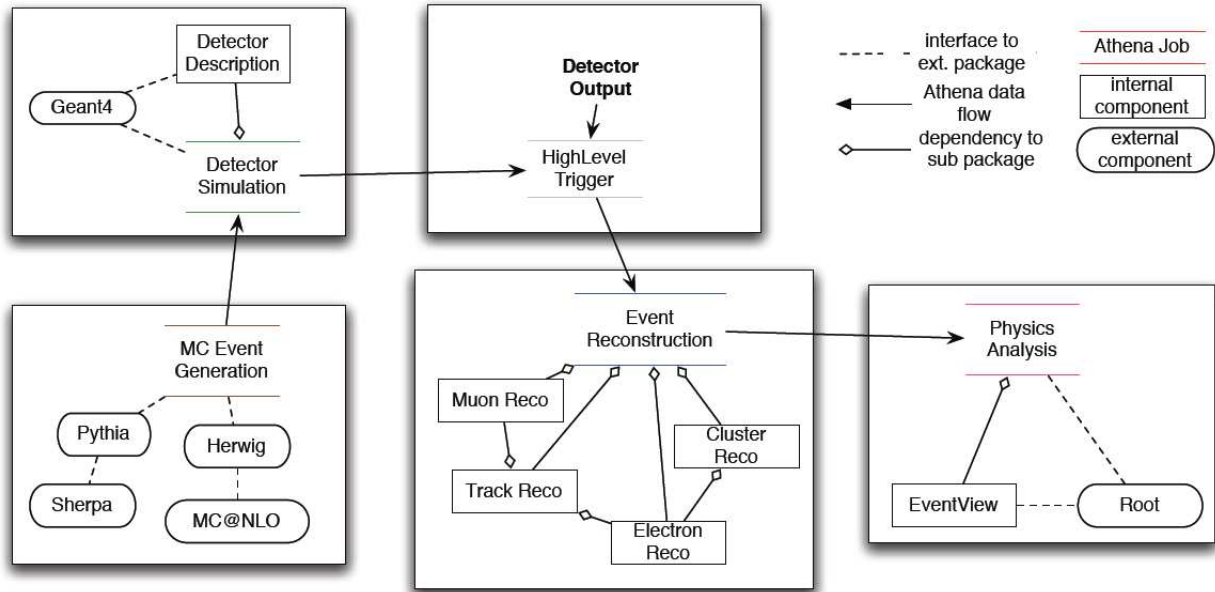 Detector
Description
Geant4
Detector
Simulation
Detector
Output
HighLevel
Trigger
interface to
ext. package
Athena data
flow
dependency to
sub package
Athena Job
internal
component
external
component
MC Event
Generation
Pythia
Herwig
Sherpa
MC@NLO
Event
Reconstruction
Muon Reco
Cluster
Reco
Track Reco
Electron
Reco
Physics
Analysis
EventView
Root